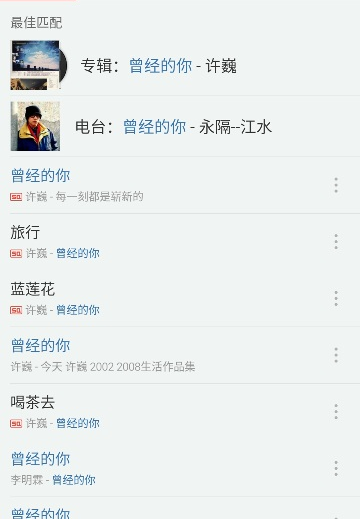 最佳匹配
专辑：曾经的你 - 许巍
电台：曾经的你 - 永隔--江水
曾经的你
SQ 许巍 - 每一刻都是崭新的
旅行
SQ 许巍 - 曾经的你
蓝莲花
SQ 许巍 - 曾经的你
曾经的你
许巍 - 今天 许巍 2002 2008生活作品集
喝茶去
SQ 许巍 - 曾经的你
曾经的你
李明霖 - 曾经的你
曾经的你